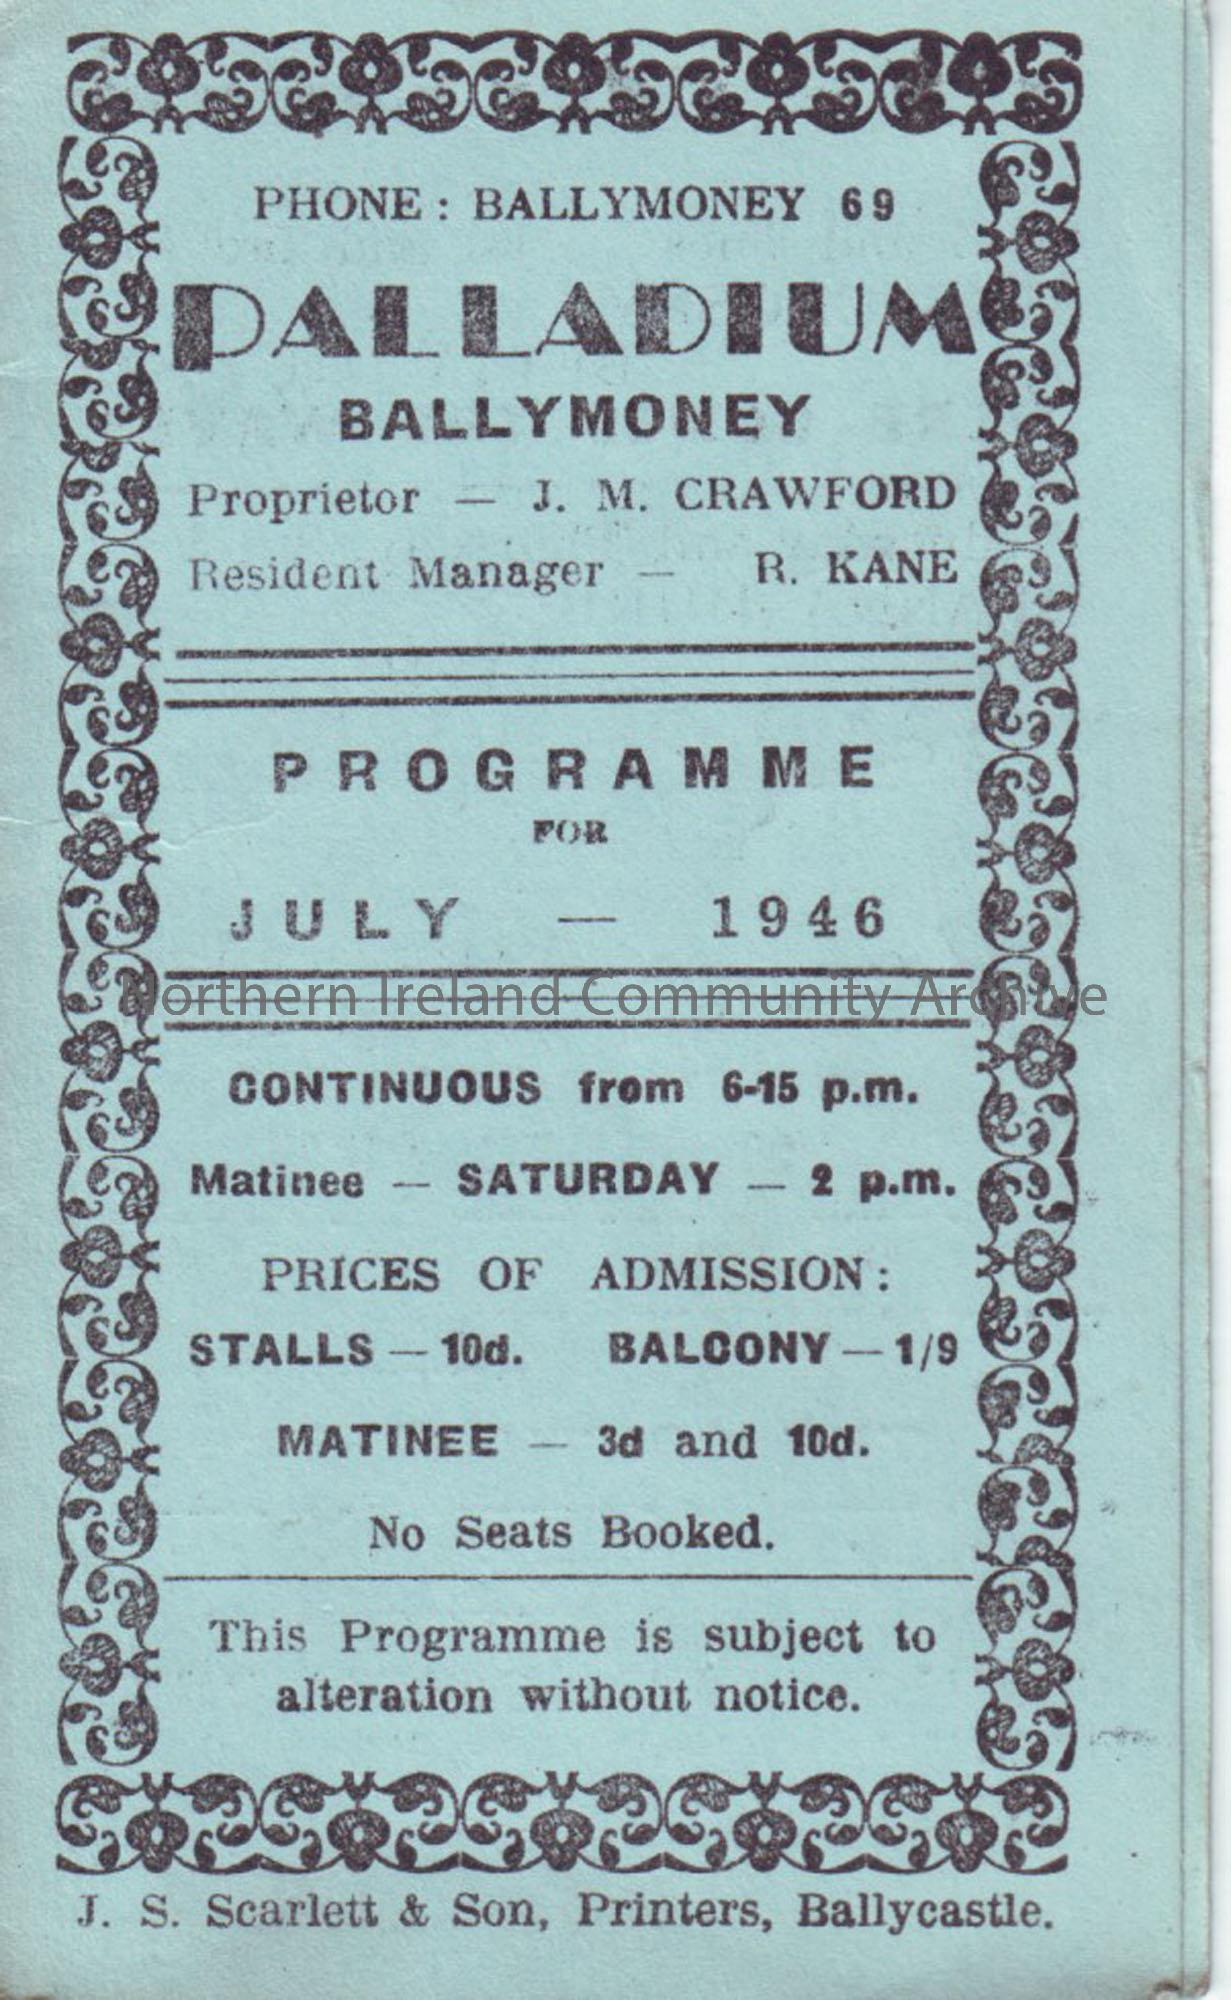 PHONE : BALLYMONEY 69
PALLADIUM
BALLYMONEY
Proprietor — J. M. CRAWFORD
Resident Manager — R. KANE
PROGRAMME
FOR
JULY — 1946
Northern Ireland Community Archive
CONTINUOUS from 6-15 p.m.
Matinee — SATURDAY — 2 p.m.
PRICES OF ADMISSION :
STALLS — 10d. BALCONY — 1/9
MATINEE — 3d and 10d.
No Seats Booked.
This Programme is subject to
alteration without notice.
J. S. Scarlett & Son, Printers, Ballycastle.